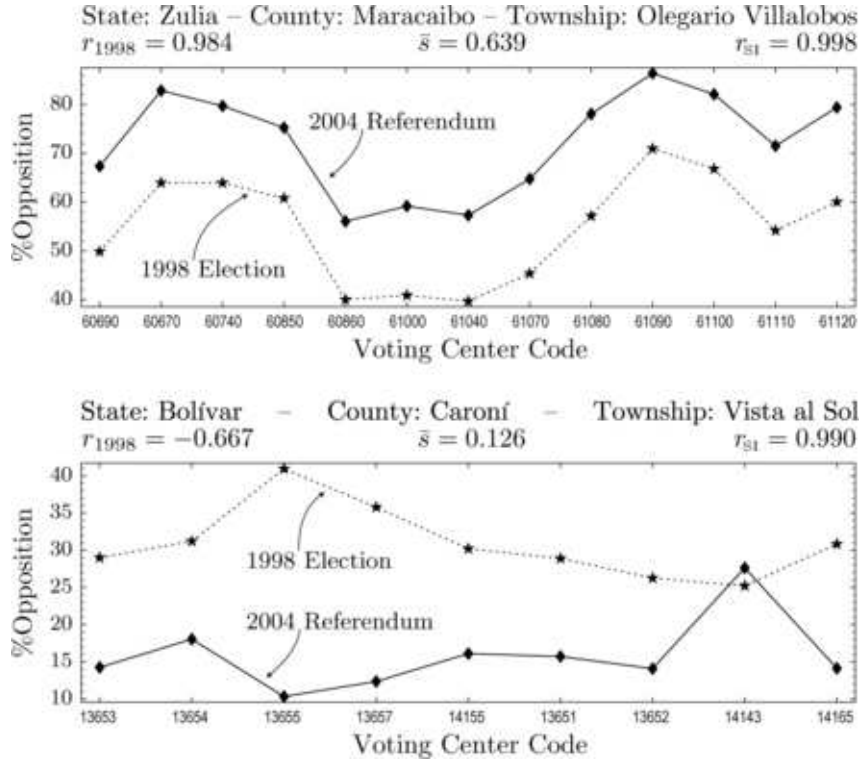 State: Zulia – County: Maracaibo – Township: Olegario Villalobos
r1998 = 0.984 s̄ = 0.639 rSI = 0.998
80
70
60
50
40
%Opposition
2004 Referendum
1998 Election
60690 60670 60740 60850 60860 61000 61040 61070 61080 61090 61100 61110 61120
Voting Center Code
State: Bolívar – County: Caroní – Township: Vista al Sol
r1998 = −0.667 s̄ = 0.126 rSI = 0.990
40
35
30
25
20
15
10
%Opposition
1998 Election
2004 Referendum
13653 13654 13655 13657 14155 13651 13652 14143 14165
Voting Center Code